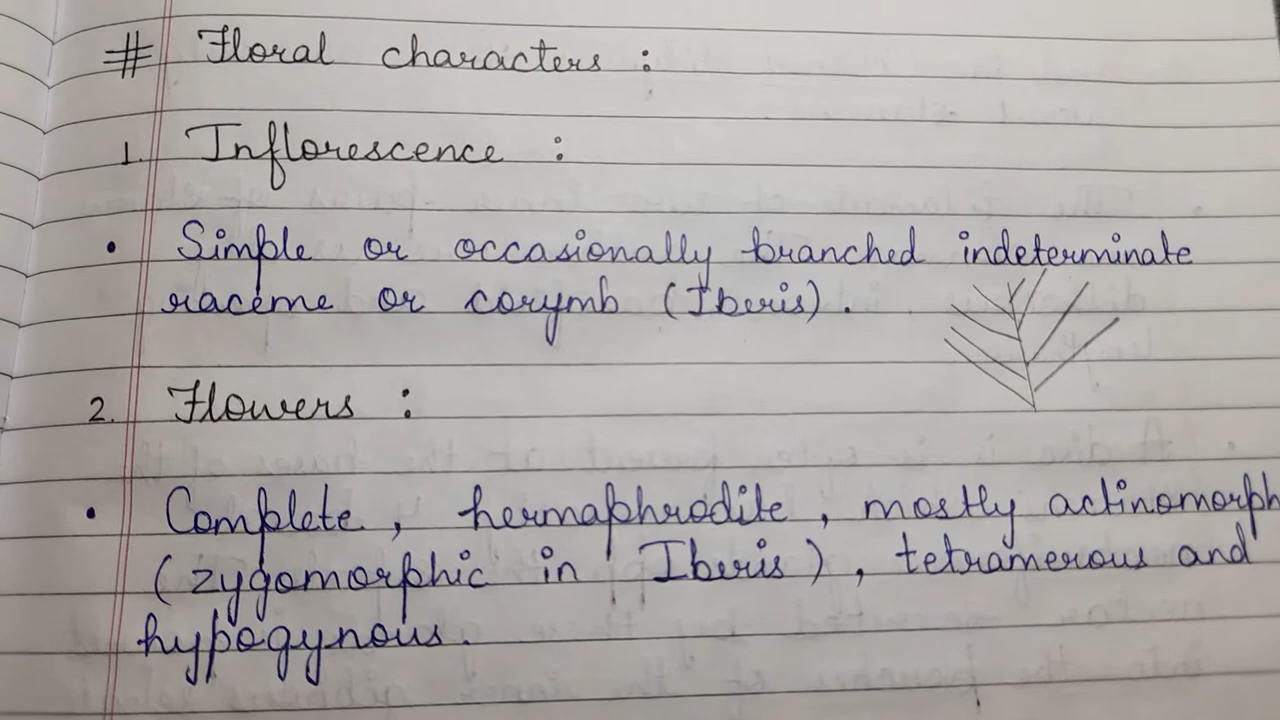 # Floral characters :
1. Inflorescence :
• Simple or occasionally branched indeterminate
raceme or corymb (Iberis).
2. Flowers :
• Complete, hermaphrodite, mostly actinomorph
(zygomorphic in Iberis), tetramerous and
hypogynous.